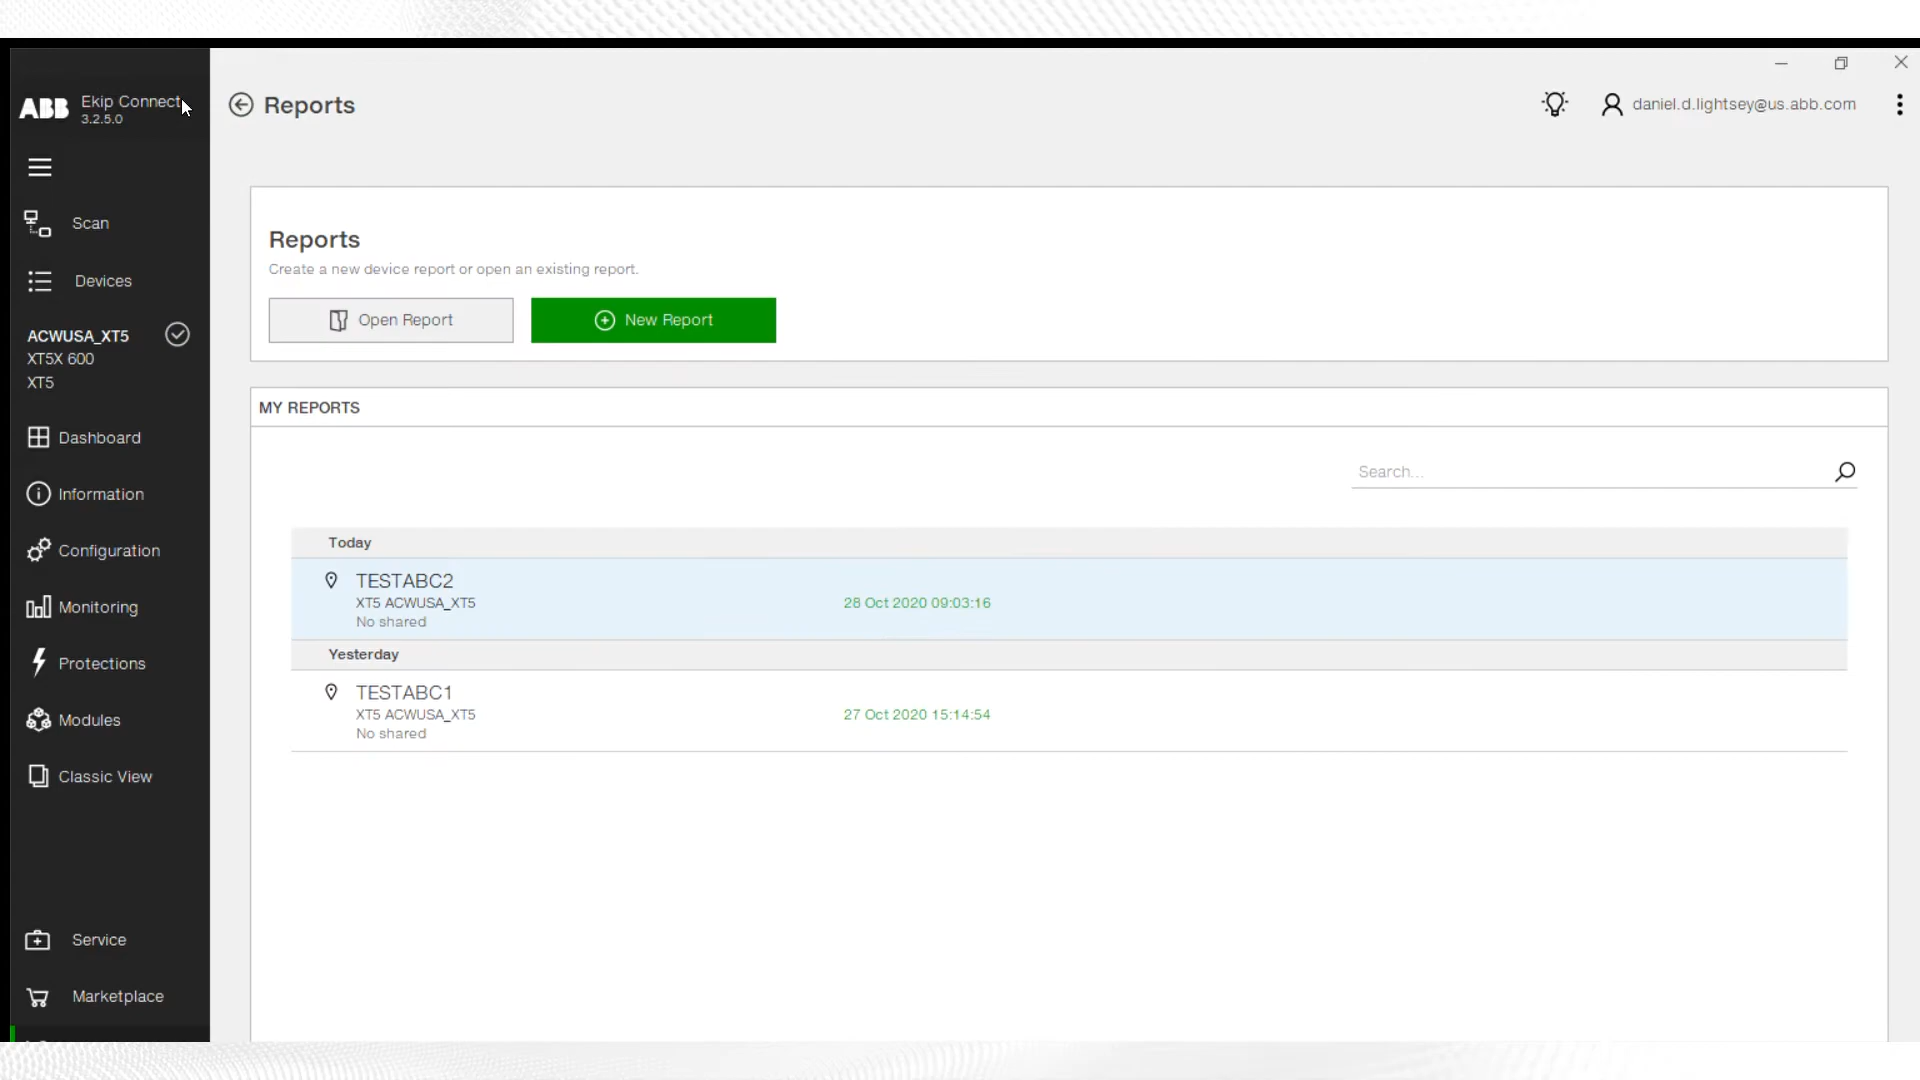 ABB
Ekip Connect
3.2.5.0
Reports
daniel.d.lightsey@us.abb.com
Scan
Devices
ACWUSA_XT5
XT5X 600
XT5
Dashboard
Information
Configuration
Monitoring
Protections
Modules
Classic View
Service
Marketplace
Reports
Create a new device report or open an existing report.
Open Report
New Report
MY REPORTS
Search...
Today
TESTABC2
XT5 ACWUSA_XT5
28 Oct 2020 09:03:16
No shared
Yesterday
TESTABC1
XT5 ACWUSA_XT5
27 Oct 2020 15:14:54
No shared